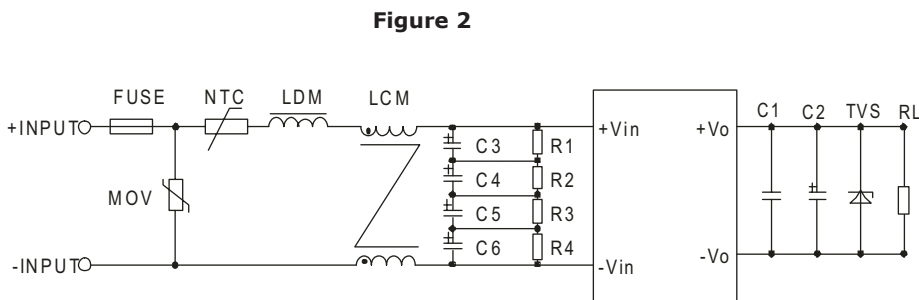 Figure 2
FUSE NTC LDM LCM C1 C2 TVS RL
+INPUT +Vin +Vo
C3 R1
C4 R2
MOV
C5 R3
C6 R4
-INPUT -Vin -Vo